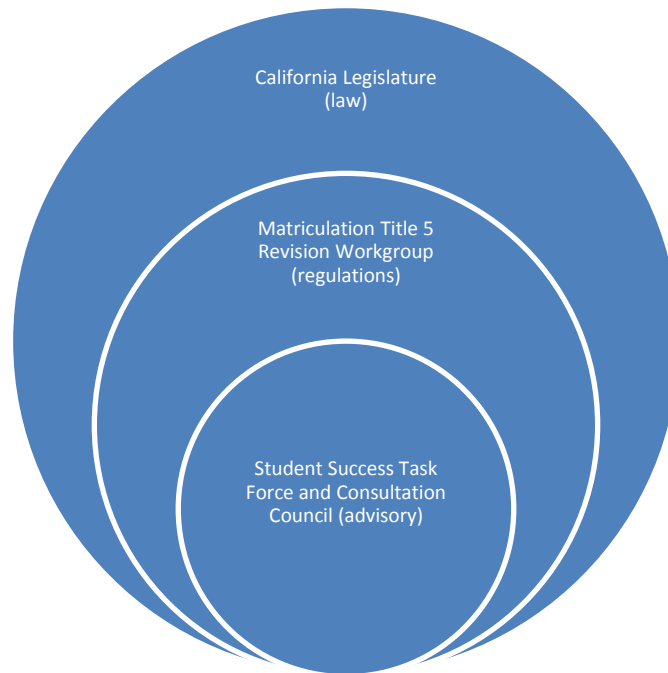 California Legislature
(law)
Matriculation Title 5
Revision Workgroup
(regulations)
Student Success Task
Force and Consultation
Council (advisory)